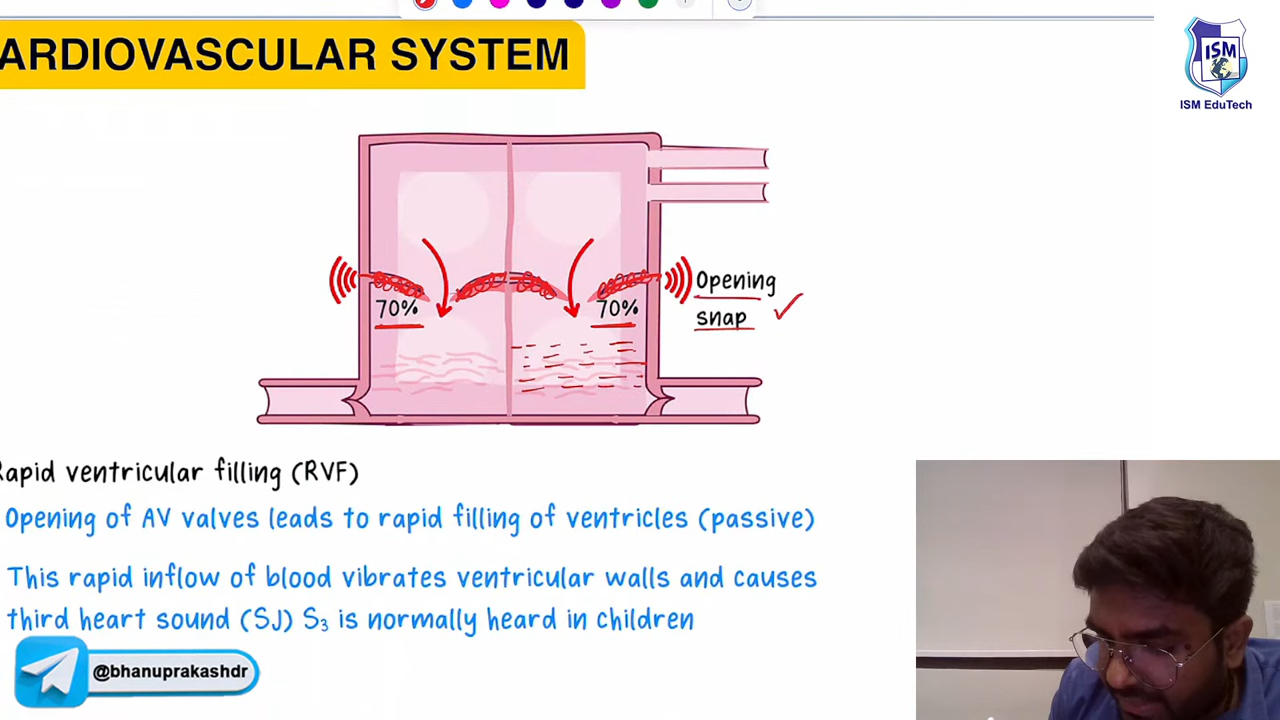 ARDIOVASCULAR SYSTEM
ISM
ISM EduTech
Opening
snap
70%
70%
Rapid ventricular filling (RVF)
Opening of AV valves leads to rapid filling of ventricles (passive)
This rapid inflow of blood vibrates ventricular walls and causes
third heart sound (SJ) S₃ is normally heard in children
@bhanuprakashdr